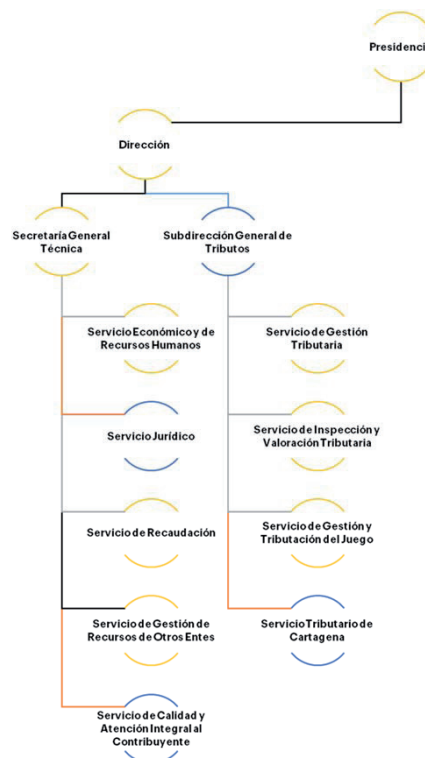 Presidenci
Dirección
Secretaría General
Técnica
Subdirección General de
Tributos
Servicio Económico y de
Recursos Humanos
Servicio de Gestión
Tributaria
Servicio Jurídico
Servicio de Inspección y
Valoración Tributaria
Servicio de Recaudación
Servicio de Gestión y
Tributación del Juego
Servicio de Gestión de
Recursos de Otros Entes
Servicio Tributario de
Cartagena
Servicio de Calidad y
Atención Integral al
Contribuyente